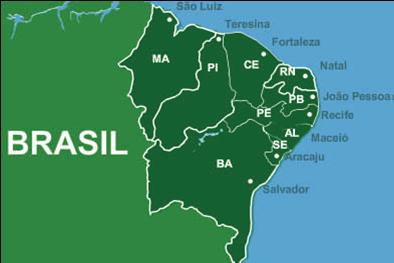 São Luiz
Teresina
Fortaleza
MA
PI
CE
RN
Natal
PB
João Pessoa
PE
Recife
AL
Maceió
BRASIL
SE
Aracaju
BA
Salvador